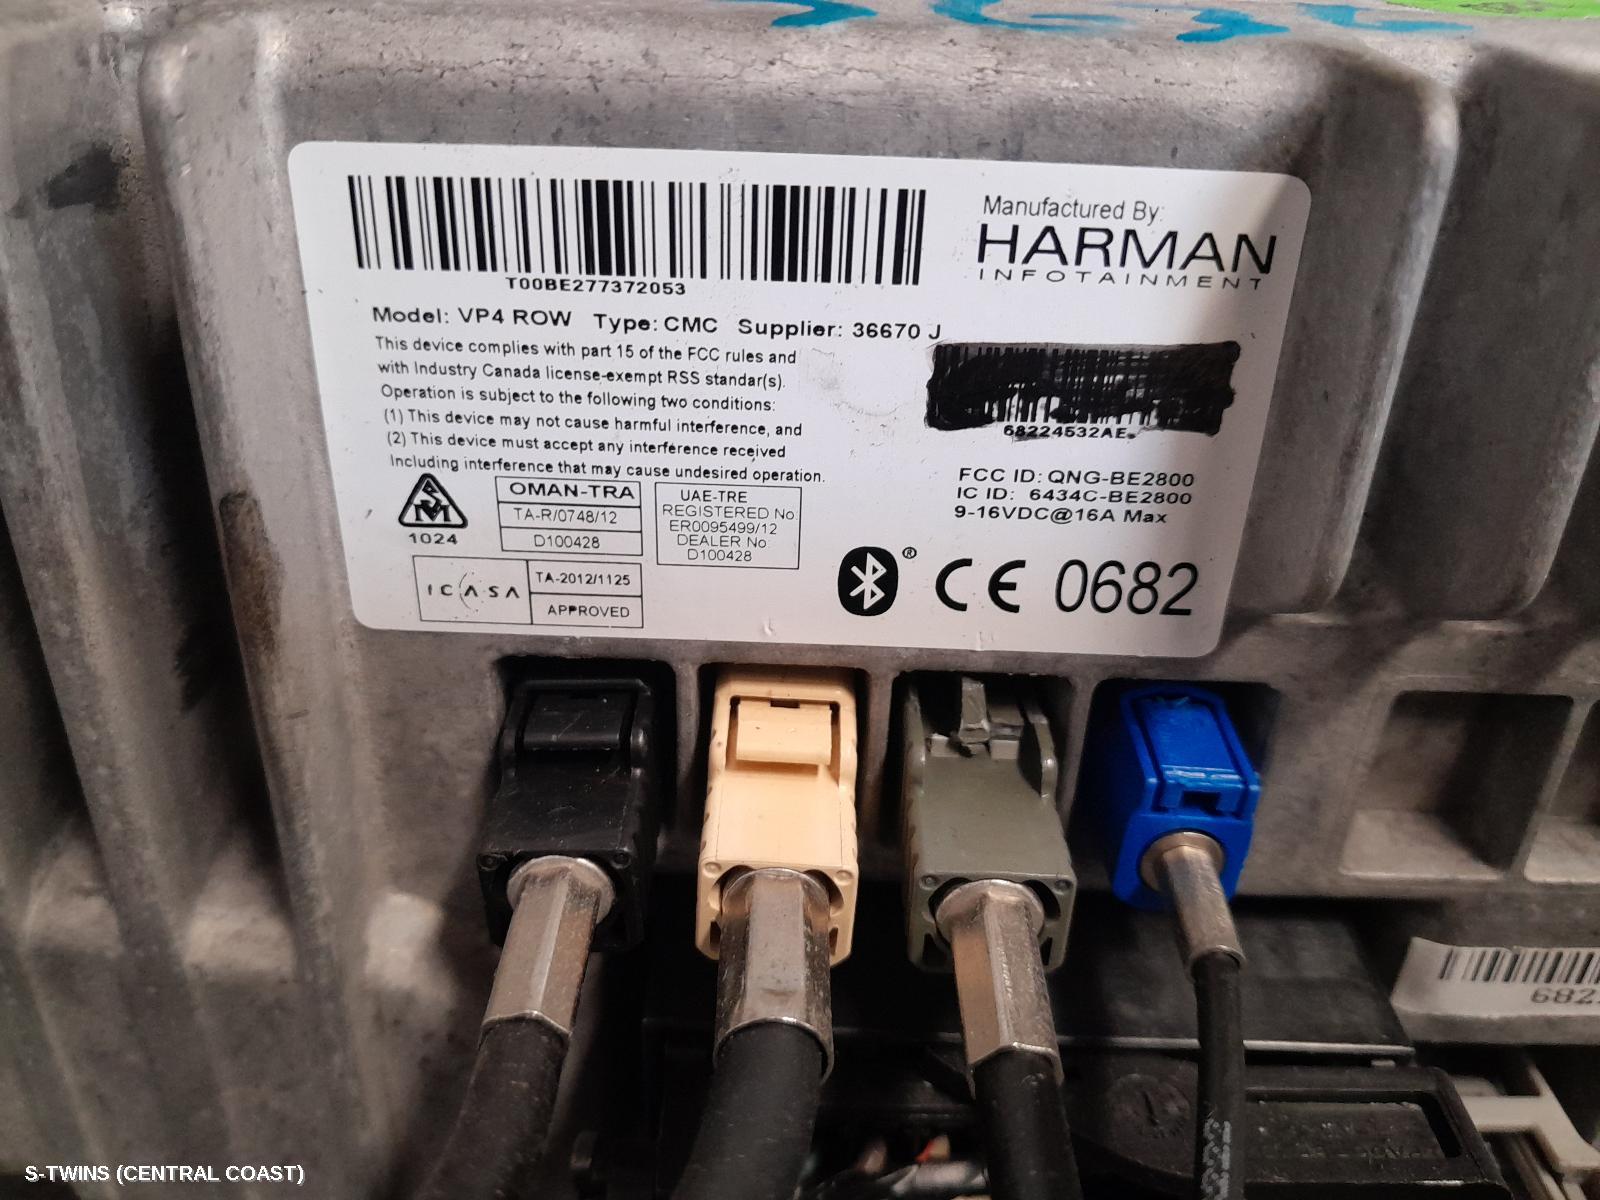 T00BE277372053
Manufactured By:
HARMAN
INFOTAINMENT
Model: VP4 ROW Type: CMC Supplier: 36670 J
This device complies with part 15 of the FCC rules and
with Industry Canada license-exempt RSS standar(s).
Operation is subject to the following two conditions:
(1) This device may not cause harmful interference, and
(2) This device must accept any interference received
Including interference that may cause undesired operation.
68224532AE
FCC ID: QNG-BE2800
IC ID: 6434C-BE2800
9-16VDC@16A Max
SM
1024
OMAN-TRA
TA-R/0748/12
D100428
UAE-TRE
REGISTERED No:
ER0095499/12
DEALER No:
D100428
ICASA
TA-2012/1125
APPROVED
®
CE 0682
682
S-TWINS (CENTRAL COAST)